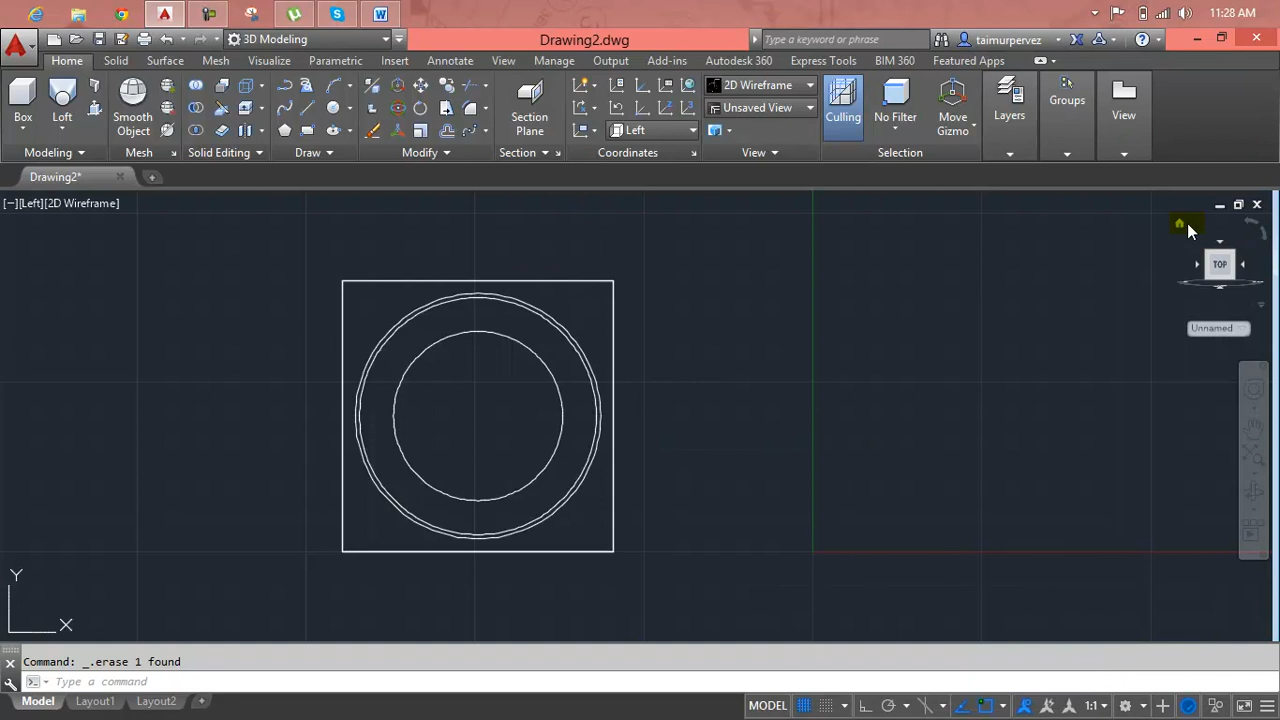 11:28 AM
3D Modeling
Drawing2.dwg
Type a keyword or phrase
taimurpervez
Home Solid Surface Mesh Visualize Parametric Insert Annotate View Manage Output Add-ins Autodesk 360 Express Tools BIM 360 Featured Apps
Box
Loft
Smooth Object
Section Plane
2D Wireframe
Unsaved View
Left
Culling
No Filter
Move Gizmo
Layers
Groups
View
Modeling Mesh Solid Editing Draw Modify Section Coordinates View Selection
Drawing2*
[−][Left][2D Wireframe]
TOP
Unnamed
Y
X
Command: _.erase 1 found
Type a command
Model Layout1 Layout2 +
MODEL 1:1